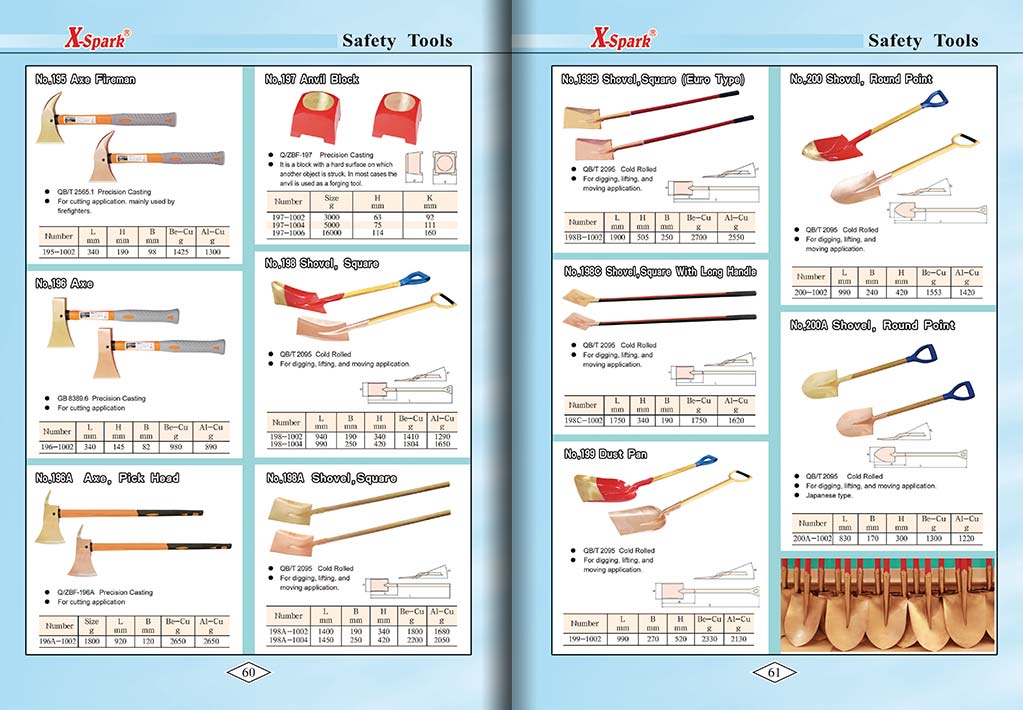 X-Spark®
Safety Tools
No,195 Axe Fireman
QB/T 2565.1 Precision Casting
For cutting application. mainly used by
firefighters.
Number L mm H mm B mm Be-Cu g Al-Cu g
195-1002 340 190 98 1425 1300
No,196 Axe
GB 8389.6 Precision Casting
For cutting application
Number L mm H mm B mm Be-Cu g Al-Cu g
196-1002 340 145 82 980 890
No,196A Axe, Pick Head
Q/ZBF-196A Precision Casting
For cutting application
Number Size g L mm B mm Be-Cu g Al-Cu g
196A-1002 1800 920 120 2650 2650
No,197 Anvil Block
Q/ZBF-197 Precision Casting
It is a block with a hard surface on which
another object is struck. In most cases the
anvil is used as a forging tool.
Number Size g H mm K mm
197-1002 3000 63 92
197-1004 5000 75 111
197-1006 16000 114 160
No,198 Shovel, Square
QB/T 2095 Cold Rolled
For digging, lifting, and moving application.
Number L mm B mm H mm Be-Cu g Al-Cu g
198-1002 940 190 340 1410 1290
198-1004 990 250 420 1804 1650
No,198A Shovel,Square
QB/T 2095 Cold Rolled
For digging, lifting, and
moving application.
Number L mm B mm H mm Be-Cu g Al-Cu g
198A-1002 1400 190 340 1800 1680
198A-1004 1450 250 420 2200 2050
60
X-Spark®
Safety Tools
No,198B Shovel,Square (Euro Type)
QB/T 2095 Cold Rolled
For digging, lifting, and
moving application.
Number L mm H mm B mm Be-Cu g Al-Cu g
198B-1002 1900 505 250 2700 2550
No,198C Shovel,Square With Long Handle
QB/T 2095 Cold Rolled
For digging, lifting, and
moving application.
Number L mm H mm B mm Be-Cu g Al-Cu g
198C-1002 1750 340 190 1750 1620
No,199 Dust Pan
QB/T 2095 Cold Rolled
For digging, lifting, and
moving application.
Number L mm B mm H mm Be-Cu g Al-Cu g
199-1002 990 270 520 2330 2130
No,200 Shovel, Round Point
QB/T 2095 Cold Rolled
For digging, lifting, and
moving application.
Number L mm B mm H mm Be-Cu g Al-Cu g
200-1002 990 240 420 1553 1420
No,200A Shovel, Round Point
QB/T 2095 Cold Rolled
For digging, lifting, and moving application.
Japanese type.
Number L mm B mm H mm Be-Cu g Al-Cu g
200A-1002 830 170 300 1300 1220
61